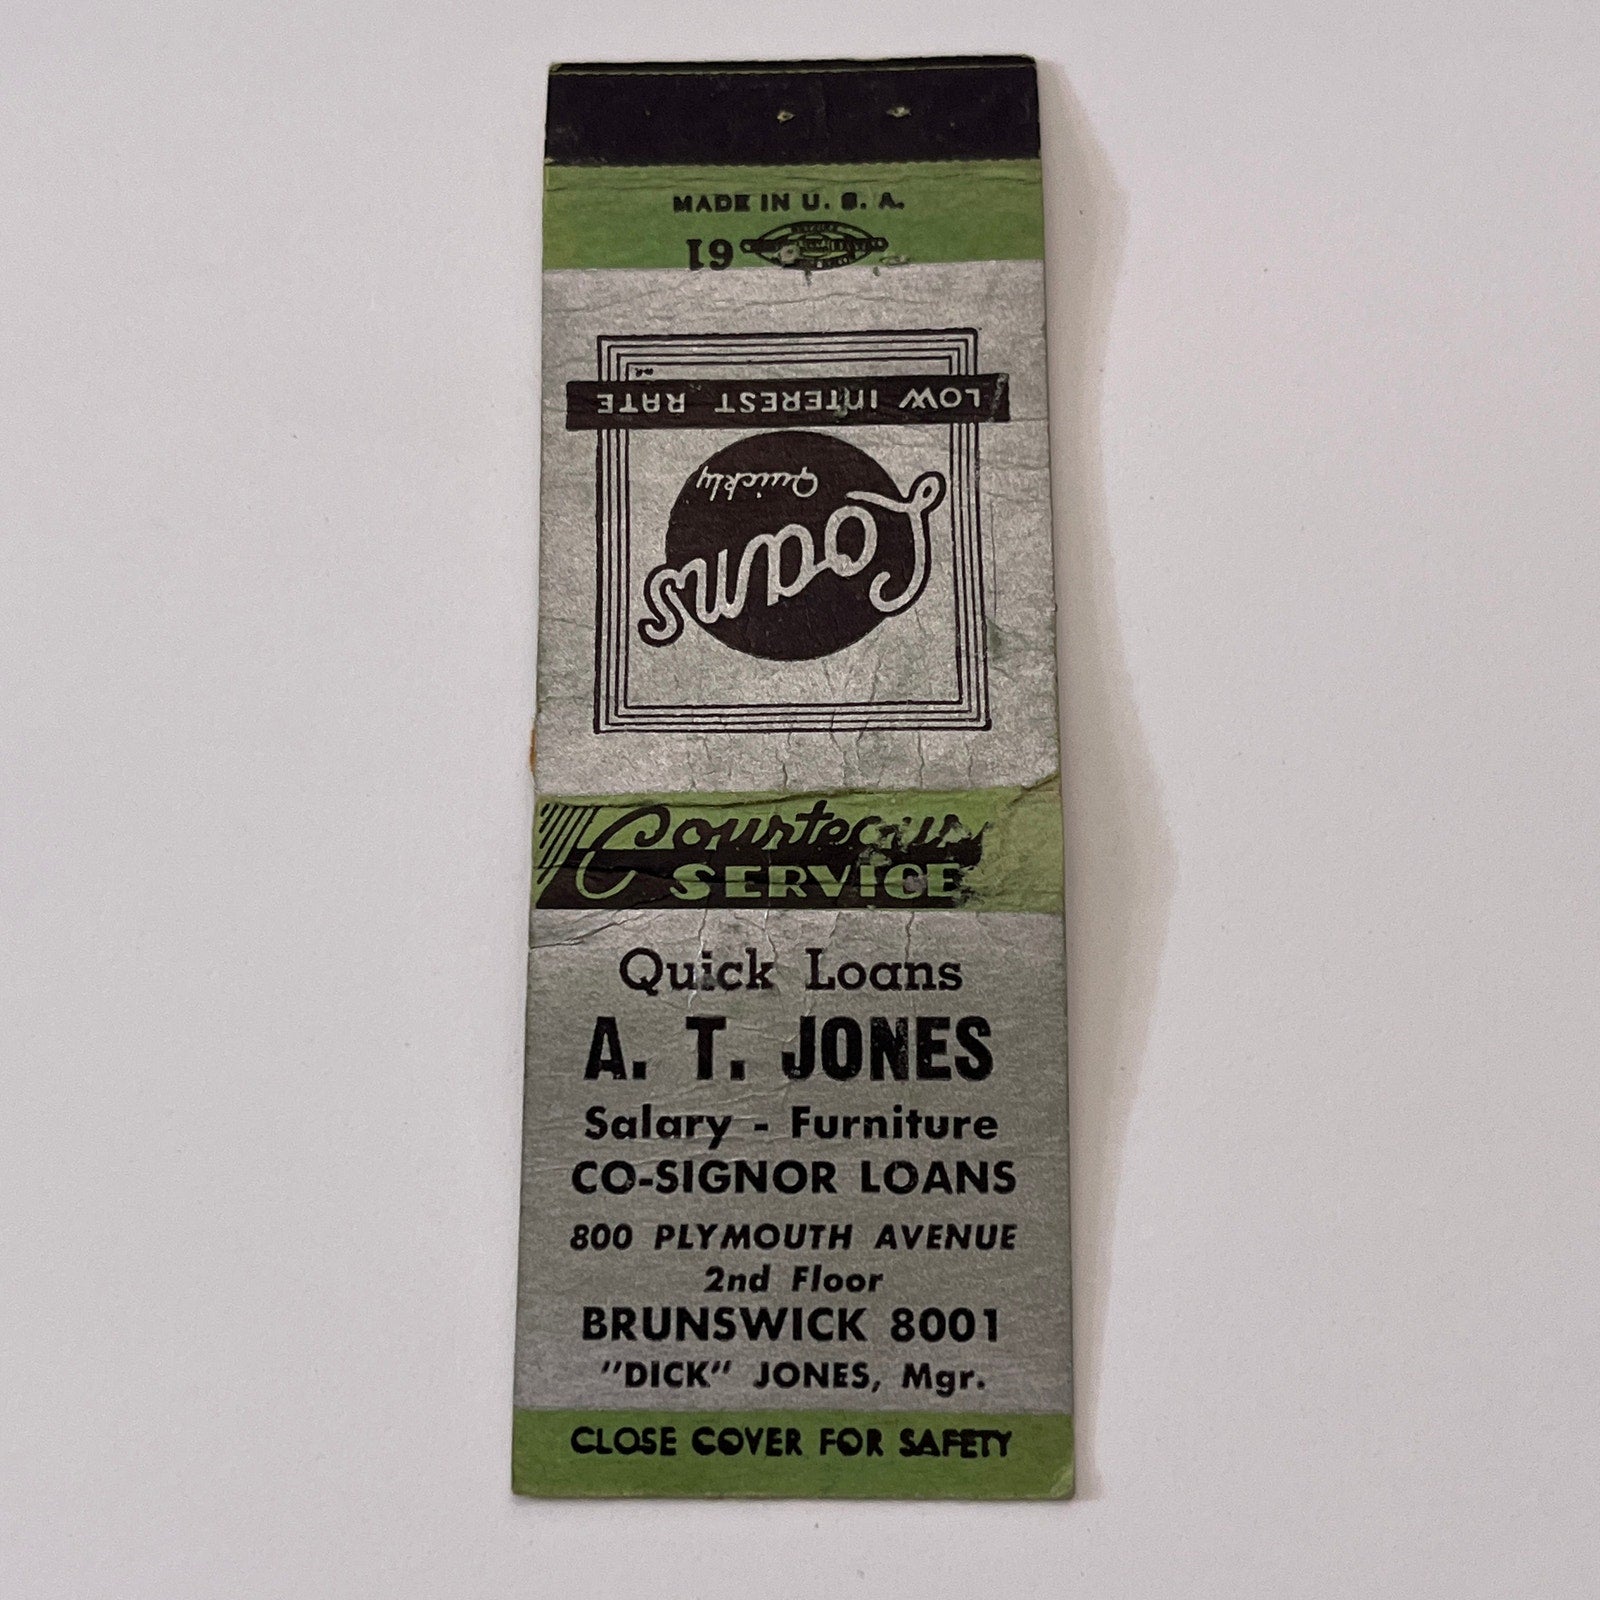 MADE IN U. S. A.
61
LOW INTEREST RATE
Quickly
Loans
Courteous
SERVICE
Quick Loans
A. T. JONES
Salary - Furniture
CO-SIGNOR LOANS
800 PLYMOUTH AVENUE
2nd Floor
BRUNSWICK 8001
"DICK" JONES, Mgr.
CLOSE COVER FOR SAFETY